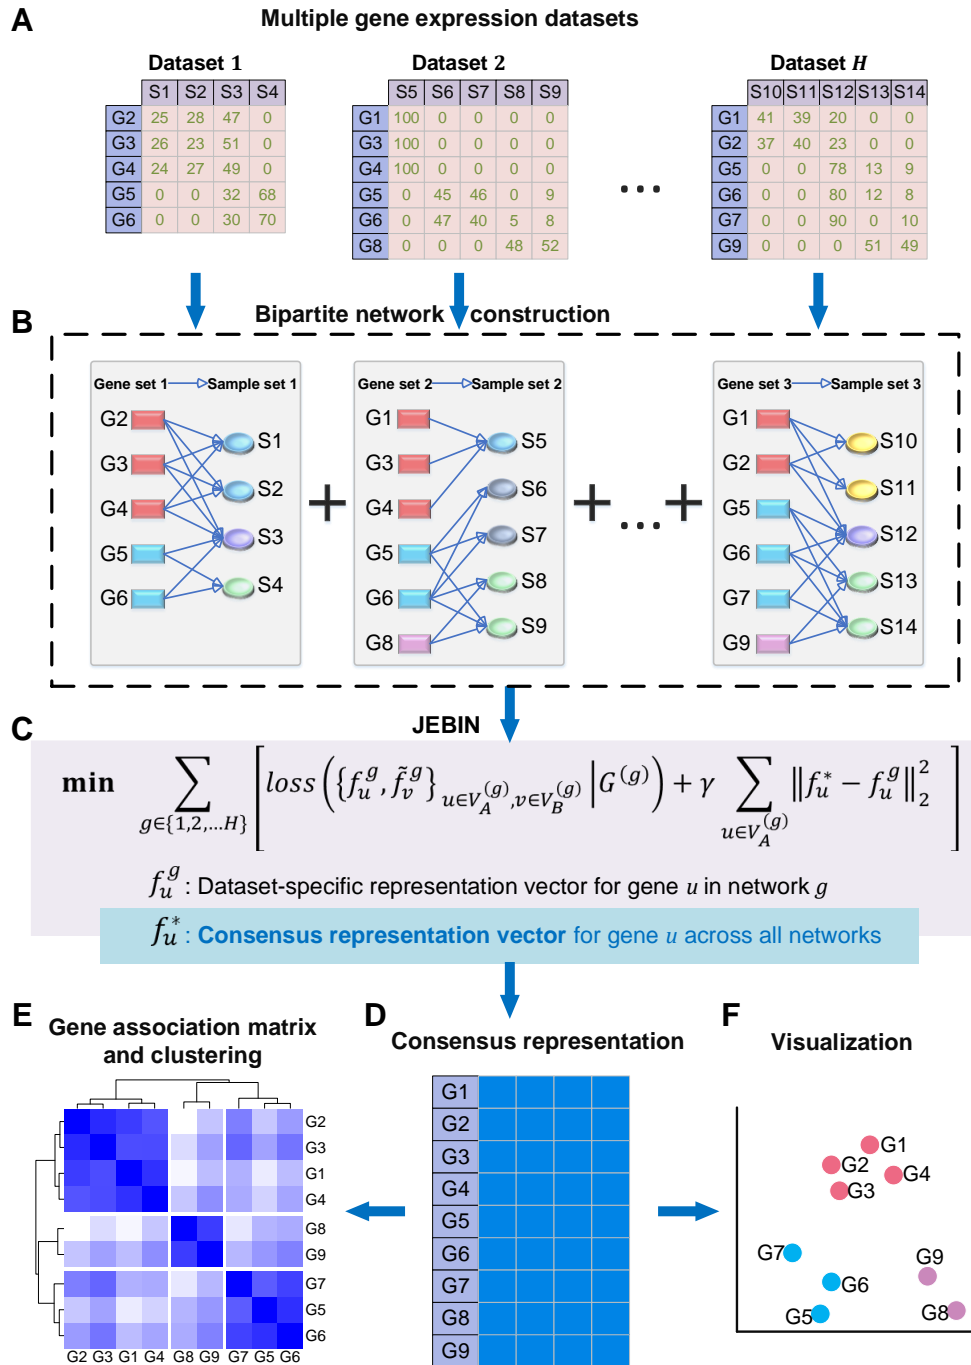 A
Multiple gene expression datasets
Dataset 1
S1 S2 S3 S4
G2 25 28 47 0
G3 26 23 51 0
G4 24 27 49 0
G5 0 0 32 68
G6 0 0 30 70
Dataset 2
S5 S6 S7 S8 S9
G1 100 0 0 0 0
G3 100 0 0 0 0
G4 100 0 0 0 0
G5 0 45 46 0 9
G6 0 47 40 5 8
G8 0 0 0 48 52
...
Dataset H
S10 S11 S12 S13 S14
G1 41 39 20 0 0
G2 37 40 23 0 0
G5 0 0 78 13 9
G6 0 0 80 12 8
G7 0 0 90 0 10
G9 0 0 0 51 49
B
Bipartite network construction
Gene set 1 Sample set 1
G2
G3
G4
G5
G6
S1
S2
S3
S4
+
Gene set 2 Sample set 2
G1
G3
G4
G5
G6
G8
S5
S6
S7
S8
S9
+ ... +
Gene set 3 Sample set 3
G1
G2
G5
G6
G7
G9
S10
S11
S12
S13
S14
JEBIN
C
min ∑_{g∈{1,2,…H}} [ loss ({f_u^g, f̃_v^g}_{u∈V_A^{(g)}, v∈V_B^{(g)}} | G^{(g)}) + γ ∑_{u∈V_A^{(g)}} ‖f_u^* − f_u^g‖_2^2 ]
f_u^g : Dataset-specific representation vector for gene u in network g
f_u^* : Consensus representation vector for gene u across all networks
E
Gene association matrix
and clustering
G2
G3
G1
G4
G8
G9
G7
G5
G6
G2 G3 G1 G4 G8 G9 G7 G5 G6
D
Consensus representation
G1
G2
G3
G4
G5
G6
G7
G8
G9
F
Visualization
G1
G2
G4
G3
G7
G9
G6
G5
G8